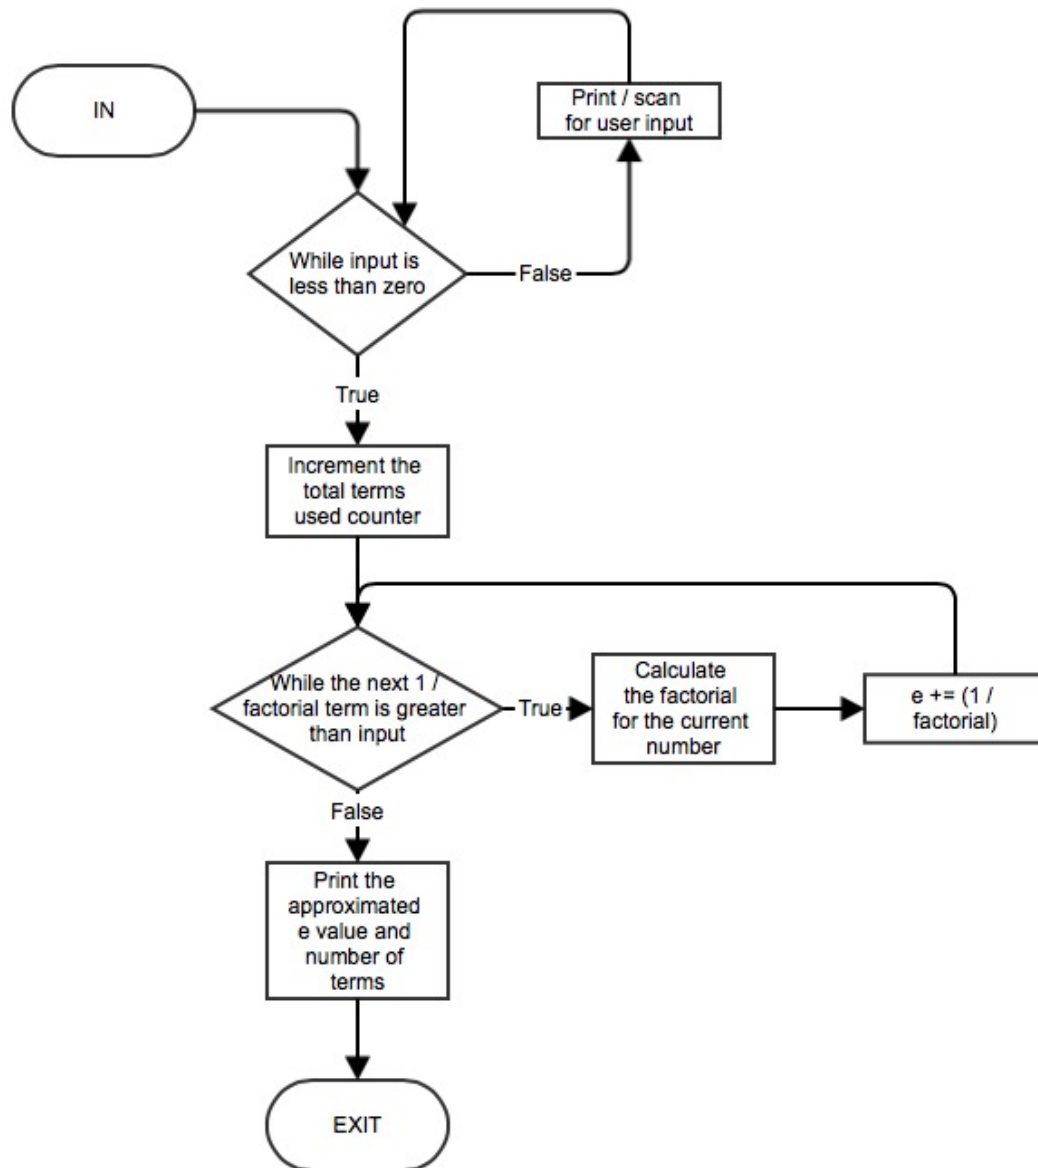 IN
Print / scan
for user input
While input is
less than zero
False
True
Increment the
total terms
used counter
While the next 1 /
factorial term is greater
than input
True
Calculate
the factorial
for the current
number
e += (1 /
factorial)
False
Print the
approximated
e value and
number of
terms
EXIT